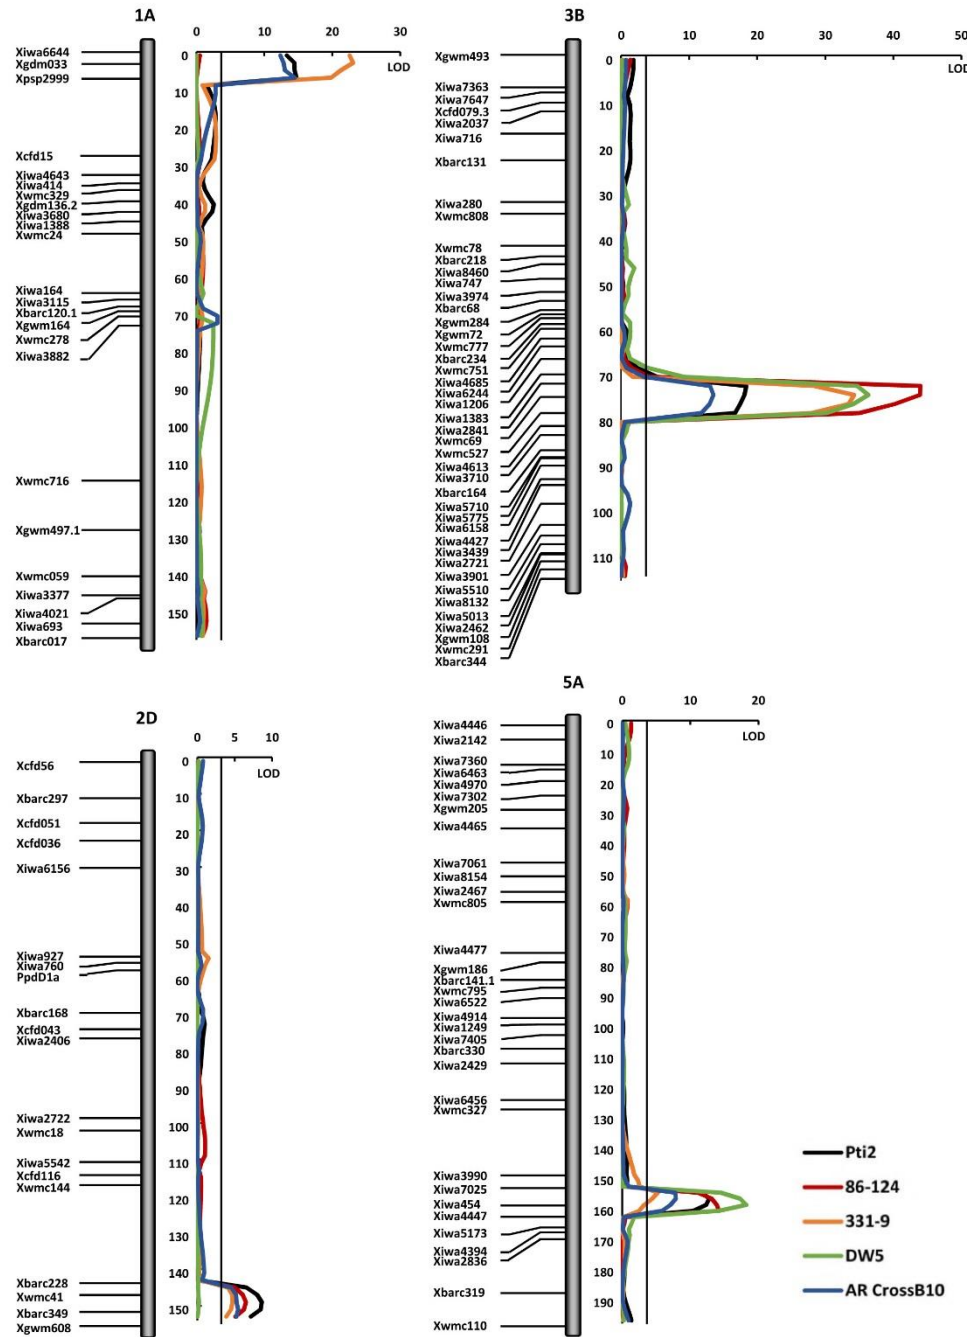 1A
0 10 20 30
LOD
Xiwa6644
Xgdm033
Xpsp2999
Xcfd15
Xiwa4643
Xiwa414
Xwmc329
Xgdm136.2
Xiwa3680
Xiwa1388
Xwmc24
Xiwa164
Xiwa3115
Xbarc120.1
Xgwm164
Xwmc278
Xiwa3882
Xwmc716
Xgwm497.1
Xwmc059
Xiwa3377
Xiwa4021
Xiwa693
Xbarc017
0
10
20
30
40
50
60
70
80
90
100
110
120
130
140
150
3B
0 10 20 30 40 50
LOD
Xgwm493
Xiwa7363
Xiwa7647
Xcfd079.3
Xiwa2037
Xiwa716
Xbarc131
Xiwa280
Xwmc808
Xwmc78
Xbarc218
Xiwa8460
Xiwa747
Xiwa3974
Xbarc68
Xgwm284
Xgwm72
Xwmc777
Xbarc234
Xwmc751
Xiwa4685
Xiwa6244
Xiwa1206
Xiwa1383
Xiwa2841
Xwmc69
Xwmc527
Xiwa4613
Xiwa3710
Xbarc164
Xiwa5710
Xiwa5775
Xiwa6158
Xiwa4427
Xiwa3439
Xiwa2721
Xiwa3901
Xiwa5510
Xiwa8132
Xiwa5013
Xiwa2462
Xgwm108
Xwmc291
Xbarc344
0
10
20
30
40
50
60
70
80
90
100
110
2D
0 5 10
LOD
Xcfd56
Xbarc297
Xcfd051
Xcfd036
Xiwa6156
Xiwa927
Xiwa760
PpdD1a
Xbarc168
Xcfd043
Xiwa2406
Xiwa2722
Xwmc18
Xiwa5542
Xcfd116
Xwmc144
Xbarc228
Xwmc41
Xbarc349
Xgwm608
0
10
20
30
40
50
60
70
80
90
100
110
120
130
140
150
5A
0 10 20
LOD
Xiwa4446
Xiwa2142
Xiwa7360
Xiwa6463
Xiwa4970
Xiwa7302
Xgwm205
Xiwa4465
Xiwa7061
Xiwa8154
Xiwa2467
Xwmc805
Xiwa4477
Xgwm186
Xbarc141.1
Xwmc795
Xiwa6522
Xiwa4914
Xiwa1249
Xiwa7405
Xbarc330
Xiwa2429
Xiwa6456
Xwmc327
Xiwa3990
Xiwa7025
Xiwa454
Xiwa4447
Xiwa5173
Xiwa4394
Xiwa2836
Xbarc319
Xwmc110
0
10
20
30
40
50
60
70
80
90
100
110
120
130
140
150
160
170
180
190
Pti2
86-124
331-9
DW5
AR CrossB10